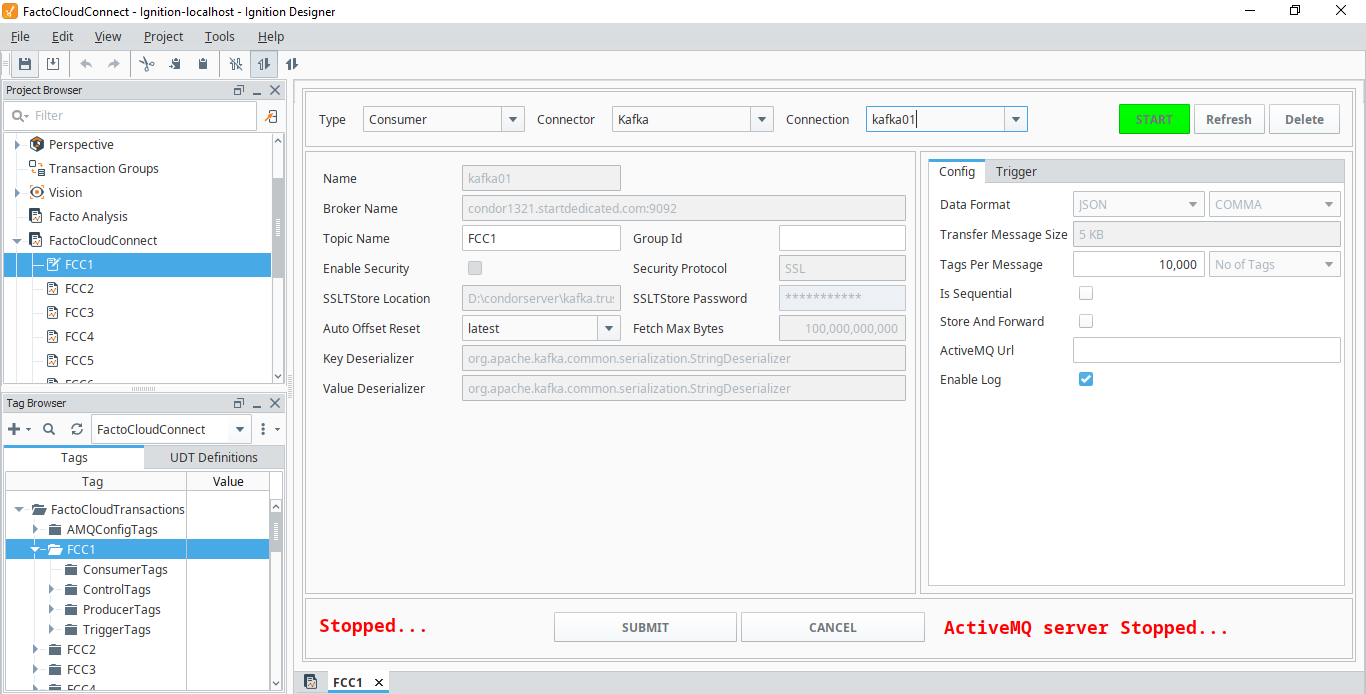 FactoCloudConnect - Ignition-localhost - Ignition Designer
File Edit View Project Tools Help
Project Browser
Filter
Perspective
Transaction Groups
Vision
Facto Analysis
FactoCloudConnect
FCC1
FCC2
FCC3
FCC4
FCC5
Tag Browser
FactoCloudConnect
Tags UDT Definitions
Tag Value
FactoCloudTransactions
AMQConfigTags
FCC1
ConsumerTags
ControlTags
ProducerTags
TriggerTags
FCC2
FCC3
FCC4
Type Consumer Connector Kafka Connection kafka01 START Refresh Delete
Name kafka01
Broker Name condor1321.startdedicated.com:9092
Topic Name FCC1 Group Id
Enable Security Security Protocol SSL
SSLTStore Location D:\condorserver\kafka.tru SSLTStore Password ***********
Auto Offset Reset latest Fetch Max Bytes 100,000,000,000
Key Deserializer org.apache.kafka.common.serialization.StringDeserializer
Value Deserializer org.apache.kafka.common.serialization.StringDeserializer
Config Trigger
Data Format JSON COMMA
Transfer Message Size 5 KB
Tags Per Message 10,000 No of Tags
Is Sequential
Store And Forward
ActiveMQ Url
Enable Log
Stopped... SUBMIT CANCEL ActiveMQ server Stopped...
FCC1